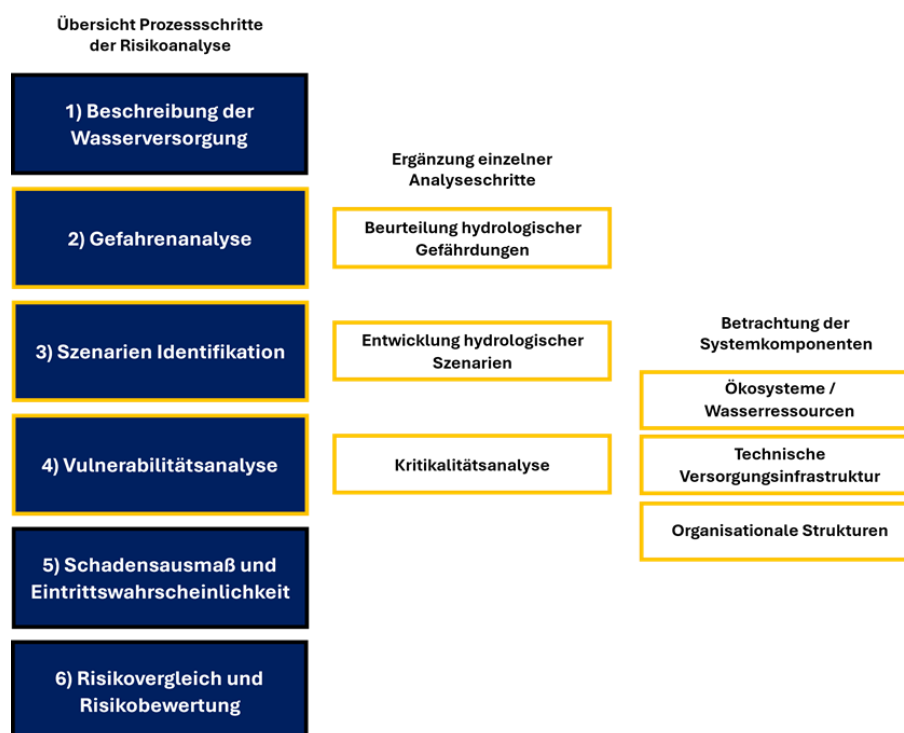 Übersicht Prozessschritte
der Risikoanalyse
1) Beschreibung der
Wasserversorgung
2) Gefahrenanalyse
3) Szenarien Identifikation
4) Vulnerabilitätsanalyse
5) Schadensausmaß und
Eintrittswahrscheinlichkeit
6) Risikovergleich und
Risikobewertung
Ergänzung einzelner
Analyseschritte
Beurteilung hydrologischer
Gefährdungen
Entwicklung hydrologischer
Szenarien
Kritikalitätsanalyse
Betrachtung der
Systemkomponenten
Ökosysteme /
Wasserressourcen
Technische
Versorgungsinfrastruktur
Organisationale Strukturen